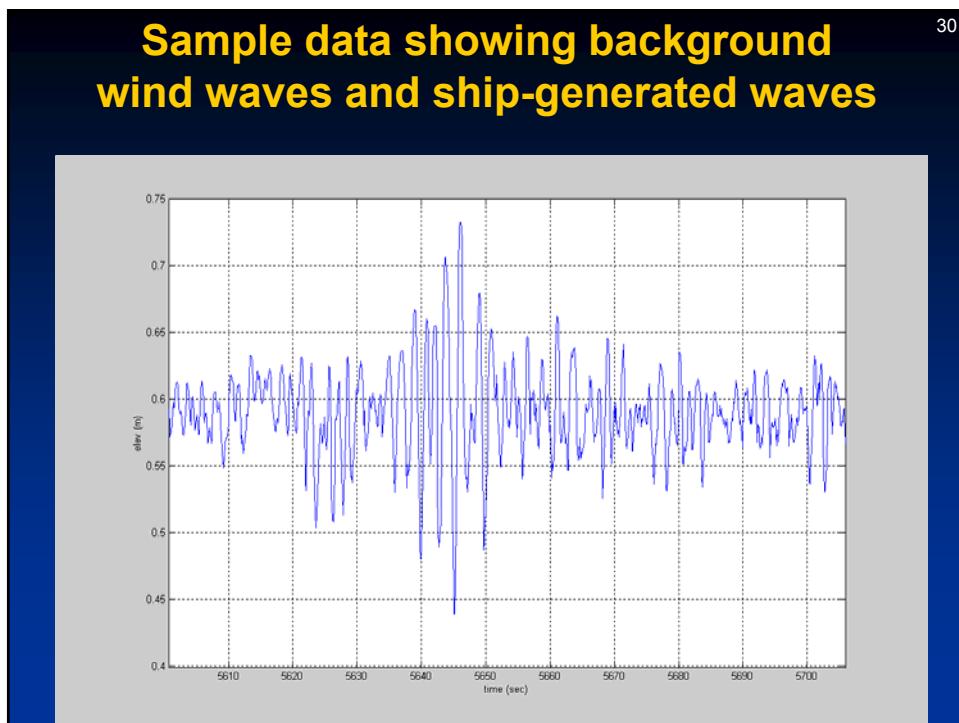 30
Sample data showing background
wind waves and ship-generated waves
0.75
0.7
0.65
0.6
0.55
0.5
0.45
0.4
elev (m)
5610 5620 5630 5640 5650 5660 5670 5680 5690 5700
time (sec)